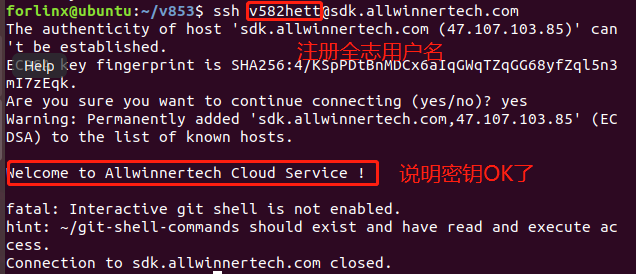 forlinx@ubuntu:~/v853$ ssh v582hett@sdk.allwinnertech.com
The authenticity of host 'sdk.allwinnertech.com (47.107.103.85)' can
't be established.
注册全志用户名
Help key fingerprint is SHA256:4/KSpPDtBnMDCx6aIqGWqTZqGG68yfZql5n3
mI7zEqk.
Are you sure you want to continue connecting (yes/no)? yes
Warning: Permanently added 'sdk.allwinnertech.com,47.107.103.85' (EC
DSA) to the list of known hosts.
Welcome to Allwinnertech Cloud Service !
说明密钥OK了
fatal: Interactive git shell is not enabled.
hint: ~/git-shell-commands should exist and have read and execute ac
cess.
Connection to sdk.allwinnertech.com closed.